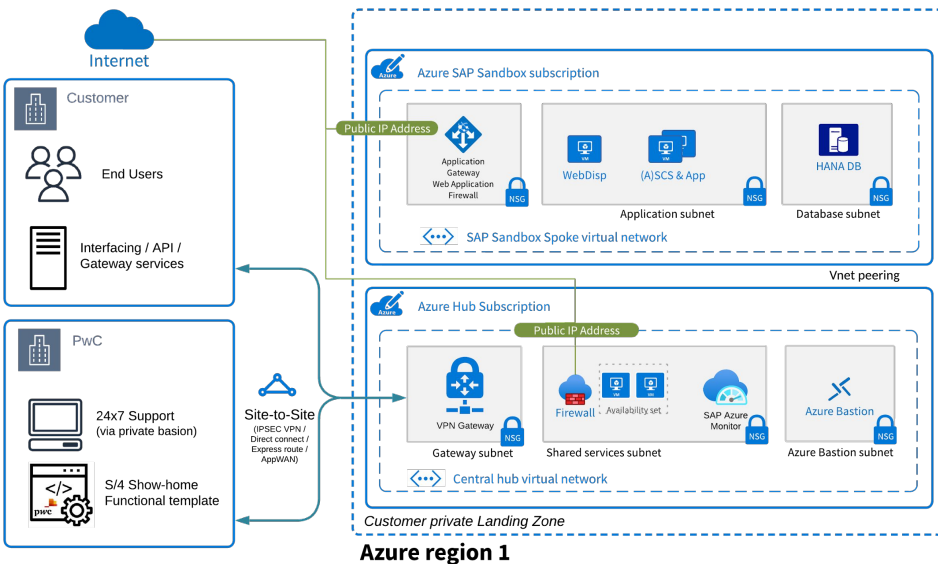 Internet
Customer
End Users
Interfacing / API /
Gateway services
PwC
24x7 Support
(via private basion)
</>
pwc
S/4 Show-home
Functional template
Site-to-Site
(IPSEC VPN /
Direct connect /
Express route /
AppWAN)
Azure
Azure SAP Sandbox subscription
Public IP Address
Application
Gateway
Web Application
Firewall
NSG
VM
WebDisp
VM
(A)SCS & App
NSG
Application subnet
HANA DB
NSG
Database subnet
SAP Sandbox Spoke virtual network
Vnet peering
Azure
Azure Hub Subscription
Public IP Address
VPN Gateway
NSG
Gateway subnet
Firewall
VM
VM
Availability set
SAP Azure
Monitor
NSG
Shared services subnet
Azure Bastion
NSG
Azure Bastion subnet
Central hub virtual network
Customer private Landing Zone
Azure region 1